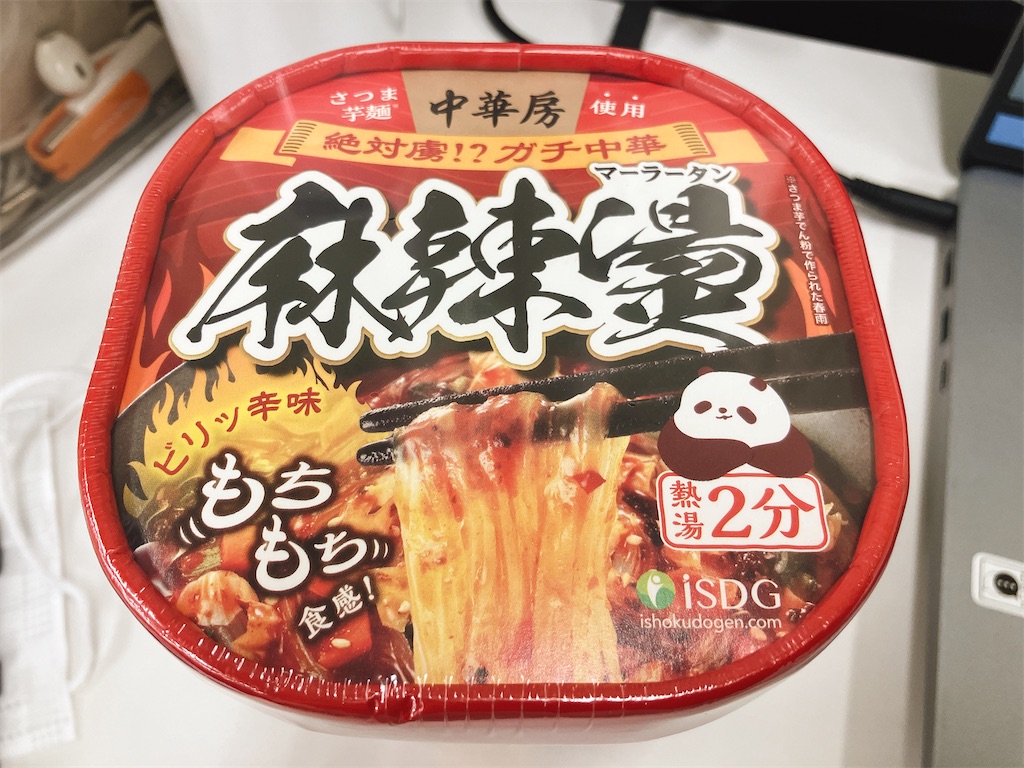 さつま
芋麺※
中華房
使用
絶対虜!?ガチ中華
マーラータン
麻辣湯
※さつま芋でん粉で作られた春雨
ビリッ辛味
もち
もち
食感!
熱湯
2分
iSDG
ishokudogen.com